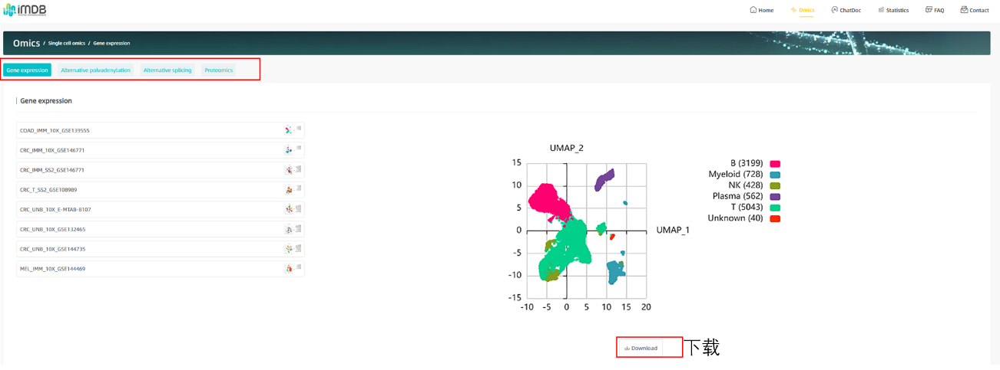 iMDB
Home Omics ChatDoc Statistics FAQ Contact
Omics / Single cell omics / Gene expression
Gene expression Alternative polvadenylation Alternative splicing Proteomics
Gene expression
COAD_IMM_10X_GSE139555
CRC_IMM_10X_GSE146771
CRC_IMM_SS2_GSE146771
CRC_T_SS2_GSE108989
CRC_UNB_10X_E-MTAB-8107
CRC_UNB_10X_GSE132465
CRC_UNB_10X_GSE144735
MEL_IMM_10X_GSE144469
UMAP_2
15
10
5
0
-5
-10
-15
-10 -5 0 5 10 15 20
UMAP_1
B (3199)
Myeloid (728)
NK (428)
Plasma (562)
T (5043)
Unknown (40)
Download 下载